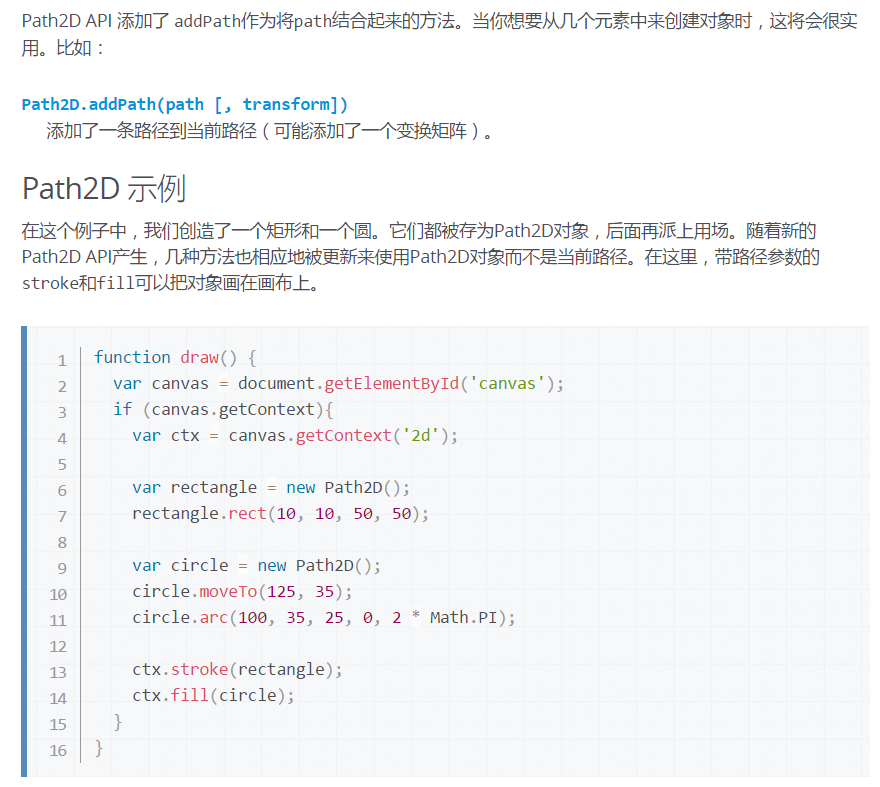 Path2D API 添加了 addPath作为将path结合起来的方法。当你想要从几个元素中来创建对象时，这将会很实
用。比如：
Path2D.addPath(path [, transform])
添加了一条路径到当前路径（可能添加了一个变换矩阵）。
Path2D 示例
在这个例子中，我们创造了一个矩形和一个圆。它们都被存为Path2D对象，后面再派上用场。随着新的
Path2D API产生，几种方法也相应地被更新来使用Path2D对象而不是当前路径。在这里，带路径参数的
stroke和fill可以把对象画在画布上。
1 function draw() {
2   var canvas = document.getElementById('canvas');
3   if (canvas.getContext){
4     var ctx = canvas.getContext('2d');
5
6     var rectangle = new Path2D();
7     rectangle.rect(10, 10, 50, 50);
8
9     var circle = new Path2D();
10     circle.moveTo(125, 35);
11     circle.arc(100, 35, 25, 0, 2 * Math.PI);
12
13     ctx.stroke(rectangle);
14     ctx.fill(circle);
15   }
16 }